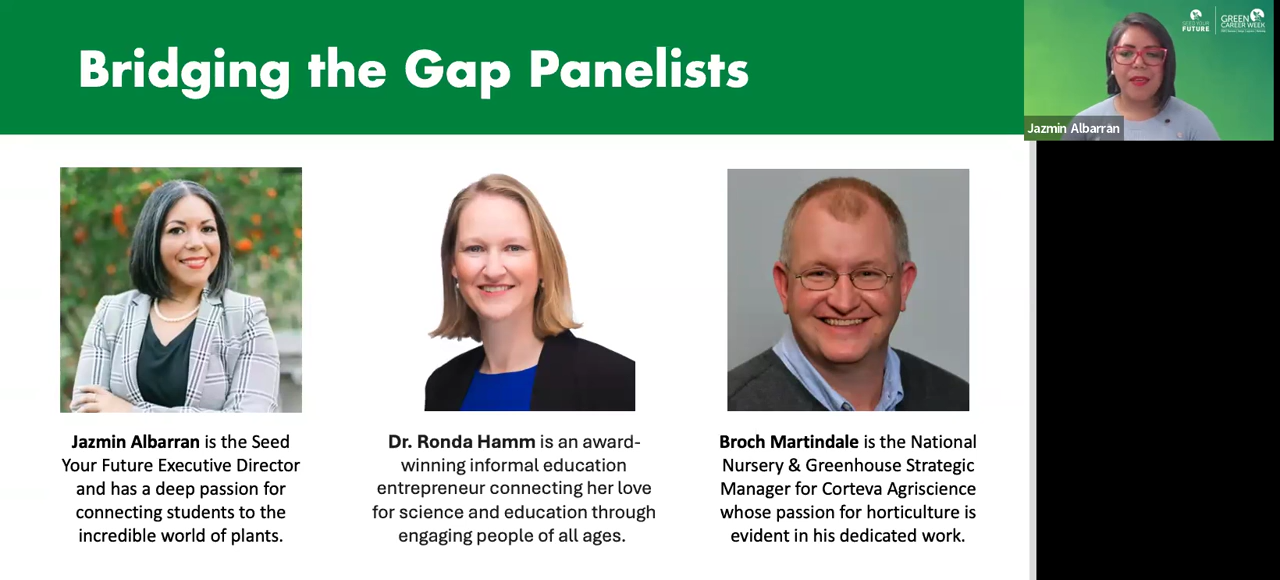 Bridging the Gap Panelists
SEED YOUR
FUTURE
GREEN
CAREER WEEK
Jazmin Albarrán
Jazmin Albarran is the Seed
Your Future Executive Director
and has a deep passion for
connecting students to the
incredible world of plants.
Dr. Ronda Hamm is an award-
winning informal education
entrepreneur connecting her love
for science and education through
engaging people of all ages.
Broch Martindale is the National
Nursery & Greenhouse Strategic
Manager for Corteva Agriscience
whose passion for horticulture is
evident in his dedicated work.